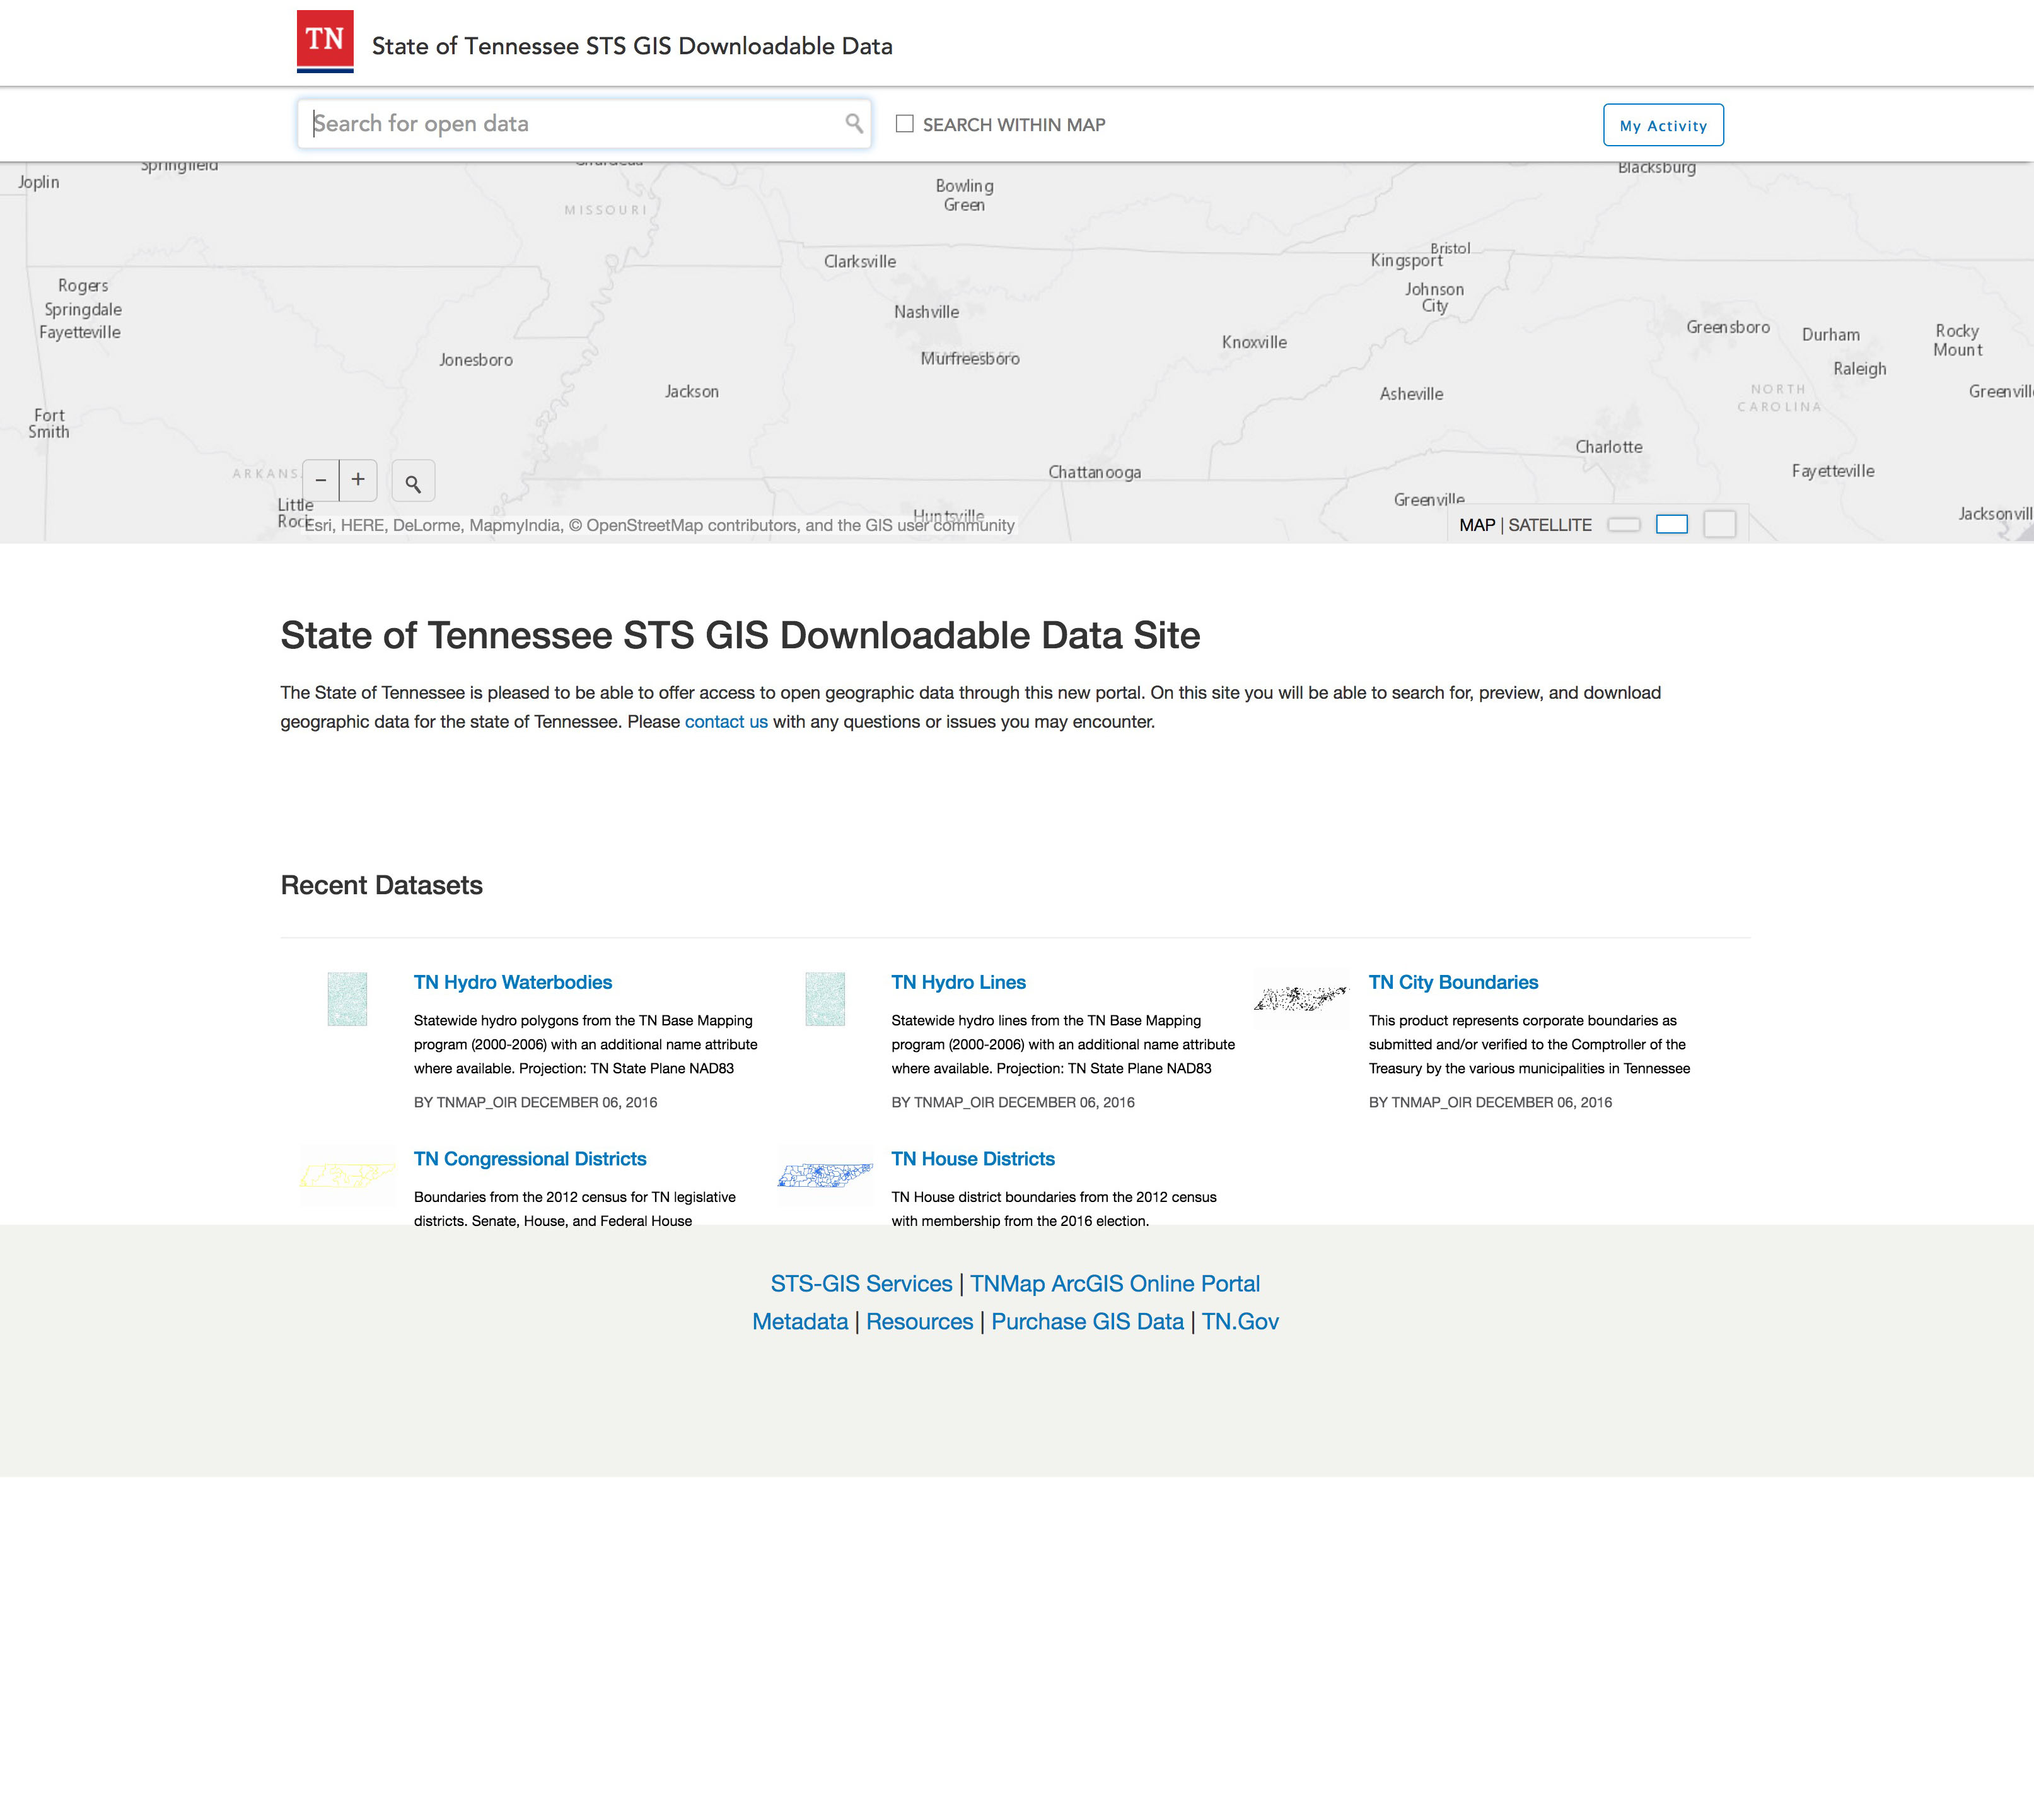 TN
State of Tennessee STS GIS Downloadable Data
Search for open data
SEARCH WITHIN MAP
My Activity
Springfield
Blacksburg
Joplin
Bowling
Green
MISSOURI
Bristol
Clarksville
Kingsport
Rogers
Johnson
City
Springdale
Nashville
Fayetteville
Greensboro
Durham
Rocky
Mount
Knoxville
Jonesboro
Murfreesboro
Raleigh
Jackson
Asheville
NORTH
CAROLINA
Greenvill
Fort
Smith
Charlotte
ARKANS
Chattanooga
Fayetteville
− +
Greenville
Little
Rock
Huntsville
Jacksonvill
Esri, HERE, DeLorme, MapmyIndia, © OpenStreetMap contributors, and the GIS user community
MAP | SATELLITE
State of Tennessee STS GIS Downloadable Data Site
The State of Tennessee is pleased to be able to offer access to open geographic data through this new portal. On this site you will be able to search for, preview, and download
geographic data for the state of Tennessee. Please contact us with any questions or issues you may encounter.
Recent Datasets
TN Hydro Waterbodies
Statewide hydro polygons from the TN Base Mapping
program (2000-2006) with an additional name attribute
where available. Projection: TN State Plane NAD83
BY TNMAP_OIR DECEMBER 06, 2016
TN Hydro Lines
Statewide hydro lines from the TN Base Mapping
program (2000-2006) with an additional name attribute
where available. Projection: TN State Plane NAD83
BY TNMAP_OIR DECEMBER 06, 2016
TN City Boundaries
This product represents corporate boundaries as
submitted and/or verified to the Comptroller of the
Treasury by the various municipalities in Tennessee
BY TNMAP_OIR DECEMBER 06, 2016
TN Congressional Districts
Boundaries from the 2012 census for TN legislative
districts. Senate, House, and Federal House
TN House Districts
TN House district boundaries from the 2012 census
with membership from the 2016 election.
STS-GIS Services | TNMap ArcGIS Online Portal
Metadata | Resources | Purchase GIS Data | TN.Gov